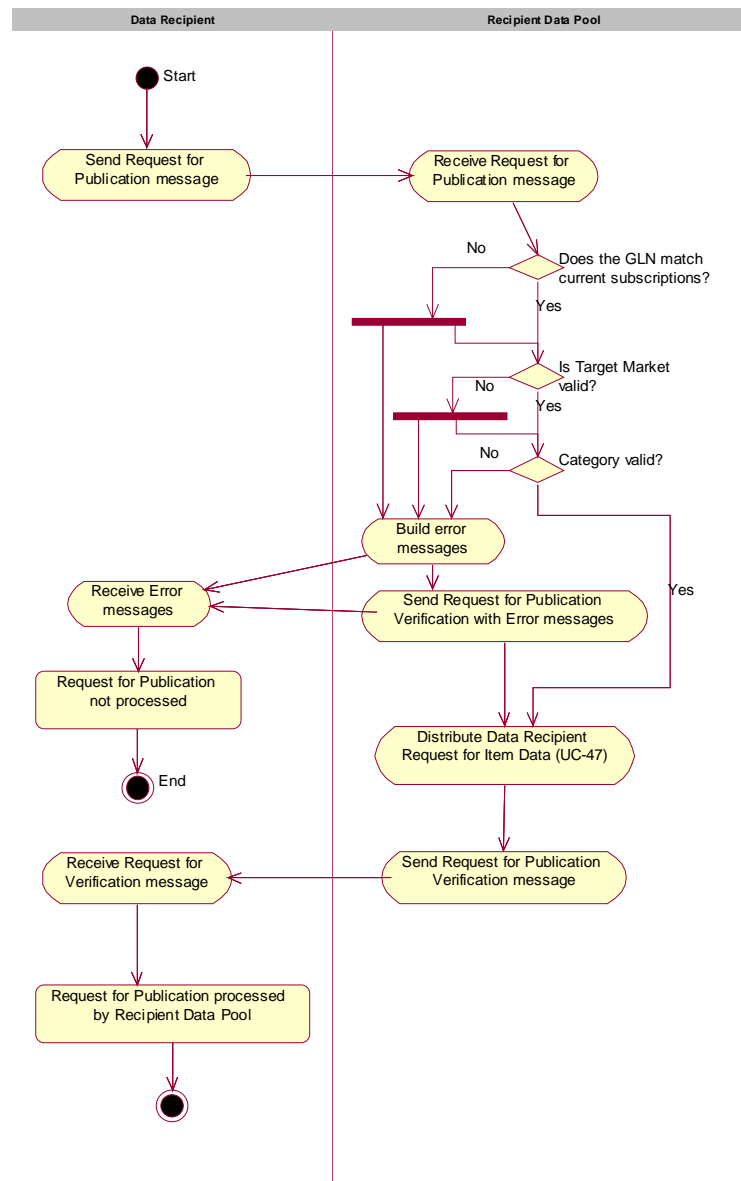 Data Recipient
Recipient Data Pool
Start
Send Request for
Publication message
Receive Request for
Publication message
No
Does the GLN match
current subscriptions?
Yes
Is Target Market
valid?
No
Yes
No
Category valid?
Build error
messages
Receive Error
messages
Send Request for Publication
Verification with Error messages
Yes
Request for Publication
not processed
Distribute Data Recipient
Request for Item Data (UC-47)
End
Receive Request for
Verification message
Send Request for Publication
Verification message
Request for Publication processed
by Recipient Data Pool